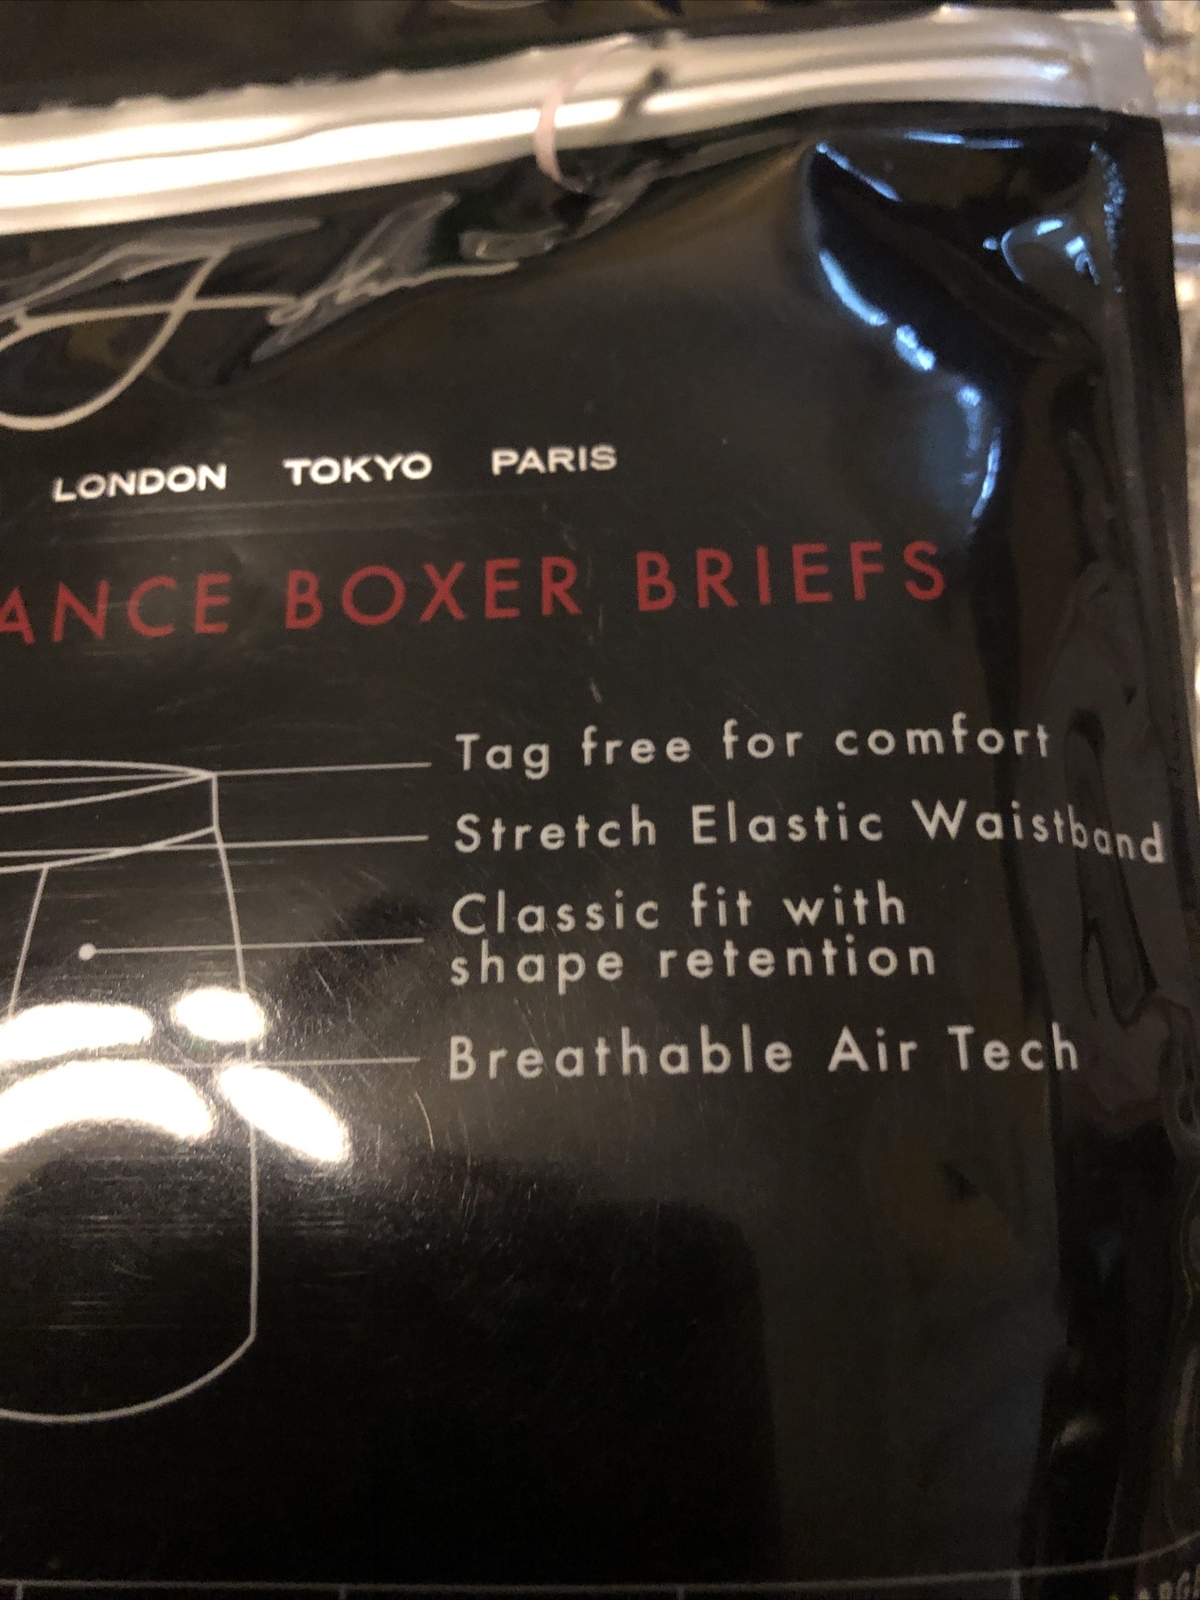 John
LONDON TOKYO PARIS
ANCE BOXER BRIEFS
Tag free for comfort
Stretch Elastic Waistband
Classic fit with
shape retention
Breathable Air Tech